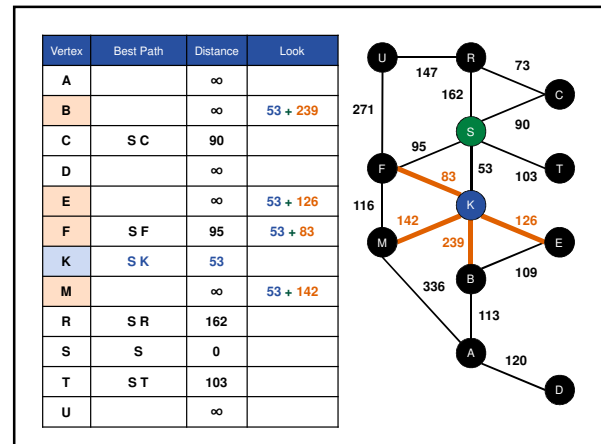 Vertex Best Path Distance Look
A ∞
B ∞ 53 + 239
C S C 90
D ∞
E ∞ 53 + 126
F S F 95 53 + 83
K S K 53
M ∞ 53 + 142
R S R 162
S S 0
T S T 103
U ∞
U R
147 73
C
271 162 90
S
95 53 103
F T
83
K
116 142 126
M 239 E
B
336 109
113
A
120
D